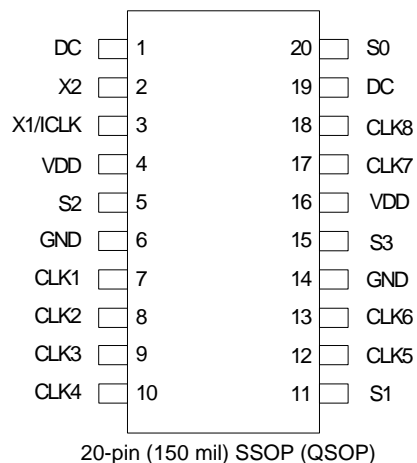 DC 1 20 S0
X2 2 19 DC
X1/ICLK 3 18 CLK8
VDD 4 17 CLK7
S2 5 16 VDD
GND 6 15 S3
CLK1 7 14 GND
CLK2 8 13 CLK6
CLK3 9 12 CLK5
CLK4 10 11 S1
20-pin (150 mil) SSOP (QSOP)